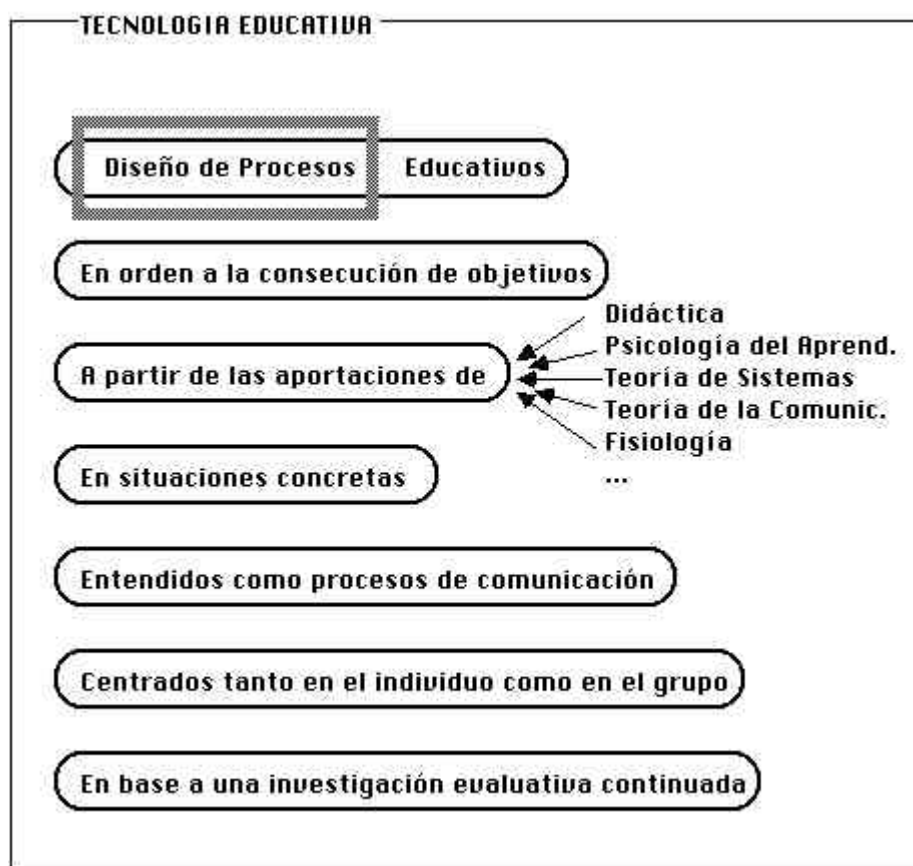 TECNOLOGIA EDUCATIVA
Diseño de Procesos Educativos
En orden a la consecución de objetivos
A partir de las aportaciones de
Didáctica
Psicología del Aprend.
Teoría de Sistemas
Teoría de la Comunic.
Fisiología
...
En situaciones concretas
Entendidos como procesos de comunicación
Centrados tanto en el individuo como en el grupo
En base a una investigación evaluativa continuada